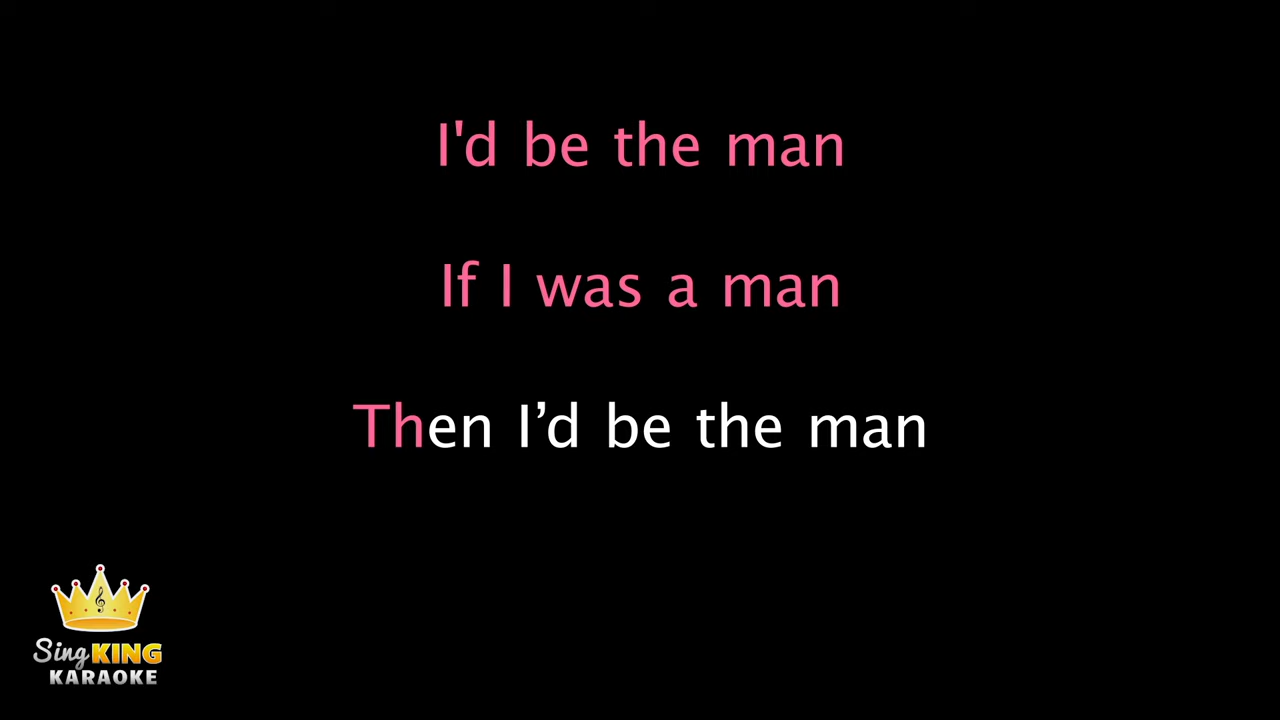 I'd be the man
If I was a man
Then I’d be the man
Sing KING
KARAOKE